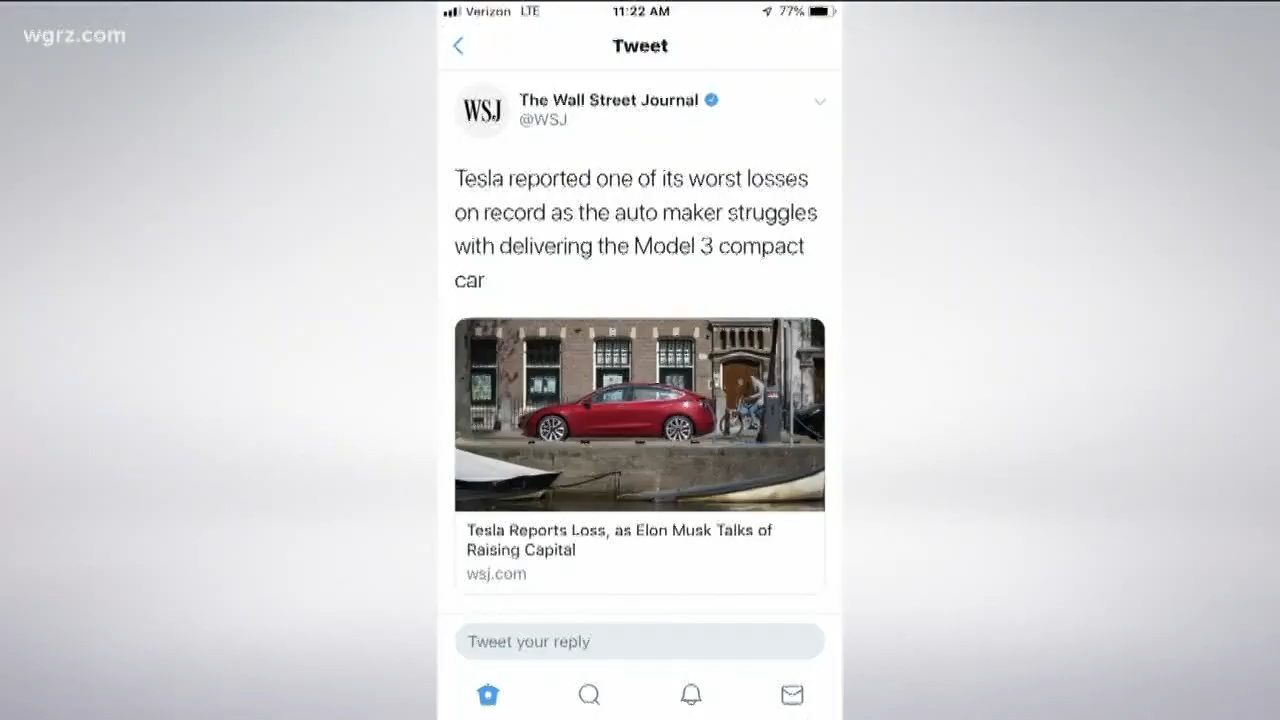 wgrz.com
Verizon LTE 11:22 AM 77%
Tweet
WSJ
The Wall Street Journal
@WSJ
Tesla reported one of its worst losses
on record as the auto maker struggles
with delivering the Model 3 compact
car
Tesla Reports Loss, as Elon Musk Talks of
Raising Capital
wsj.com
Tweet your reply